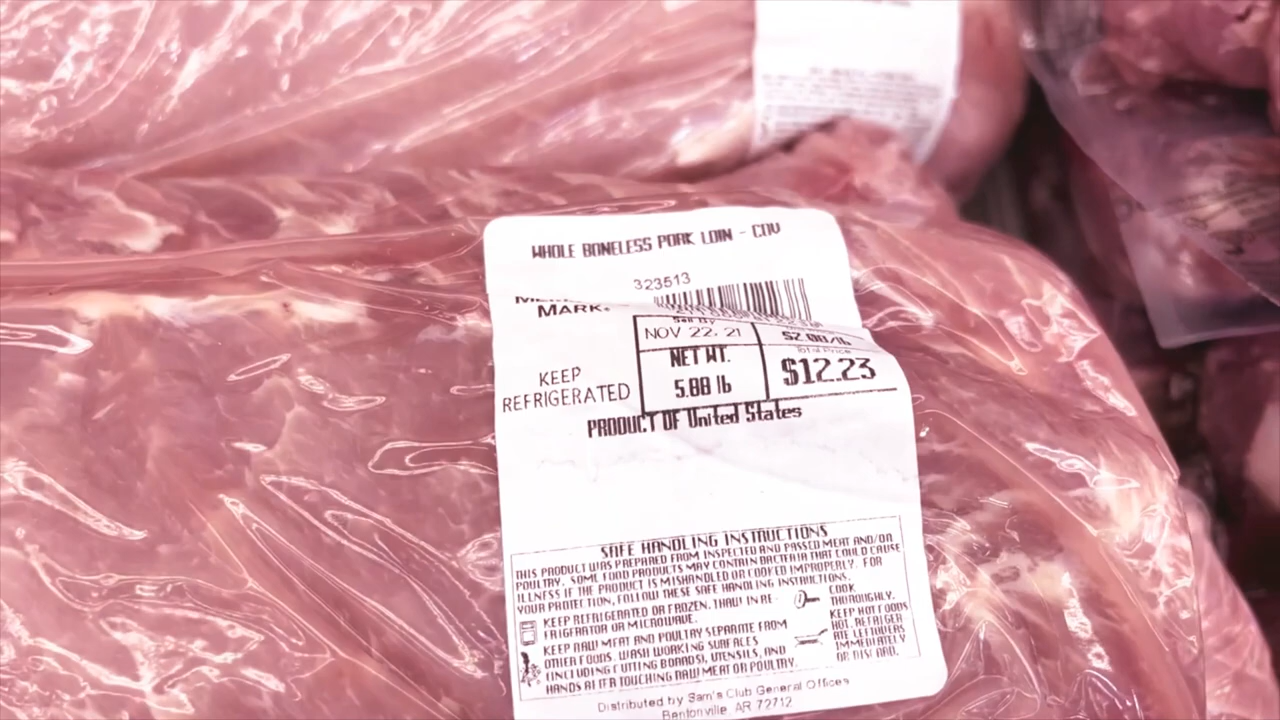 WHOLE BONELESS PORK LOIN - COV
323513
MARK
Sell By
NOV 22. 21
$2.08/lb
NET WT.
Total Price
5.88 lb
$12.23
KEEP
REFRIGERATED
PRODUCT OF United States
SAFE HANDLING INSTRUCTIONS
THIS PRODUCT WAS PREPARED FROM INSPECTED AND PASSED MEAT AND/OR
POULTRY. SOME FOOD PRODUCTS MAY CONTAIN BACTERIA THAT COULD CAUSE
ILLNESS IF THE PRODUCT IS MISHANDLED OR COOKED IMPROPERLY. FOR
YOUR PROTECTION, FOLLOW THESE SAFE HANDLING INSTRUCTIONS.
KEEP REFRIGERATED OR FROZEN. THAW IN RE-
FRIGERATOR OR MICROWAVE.
KEEP RAW MEAT AND POULTRY SEPARATE FROM
OTHER FOODS. WASH WORKING SURFACES
(INCLUDING CUTTING BOARDS), UTENSILS, AND
HANDS AFTER TOUCHING RAW MEAT OR POULTRY.
COOK
THOROUGHLY.
KEEP HOT FOODS
HOT. REFRIGER-
ATE LEFTOVERS
IMMEDIATELY
OR DISCARD.
Distributed by Sam's Club General Offices
Bentonville, AR 72712